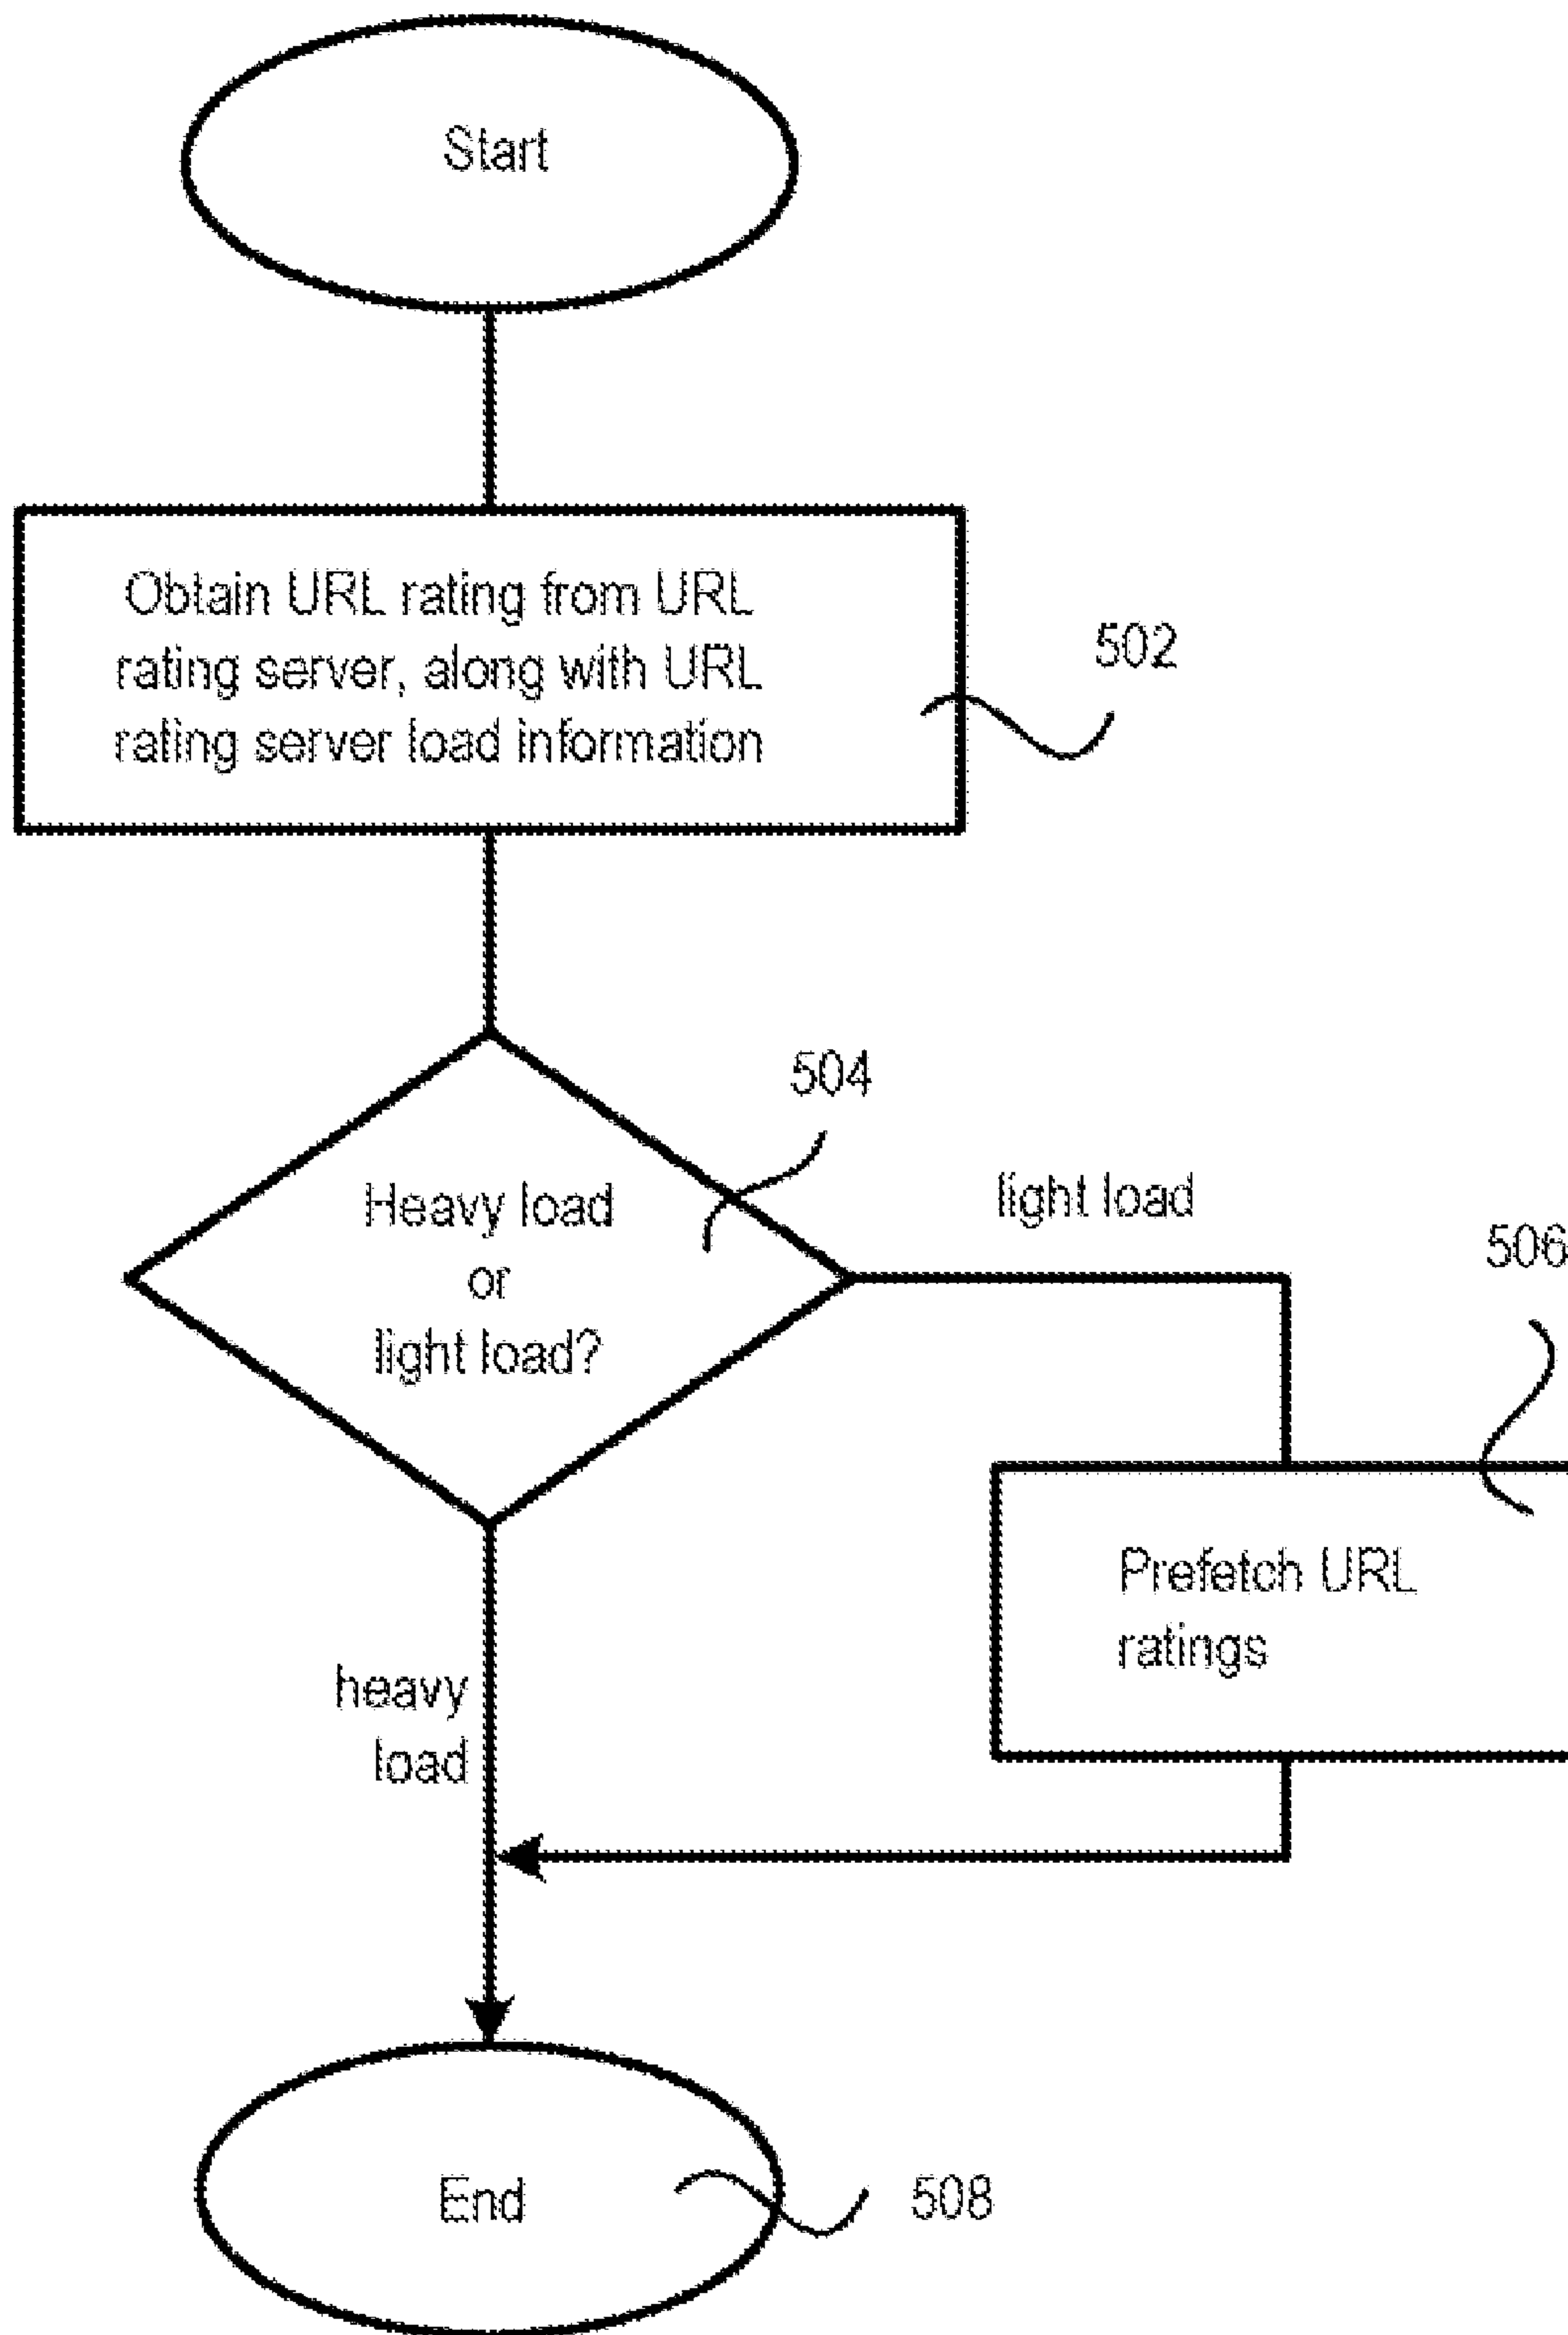 Start
Obtain URL rating from URL
rating server, along with URL
rating server load information
502
504
Heavy load
or
light load?
light load
506
Prefetch URL
ratings
heavy
load
End
508